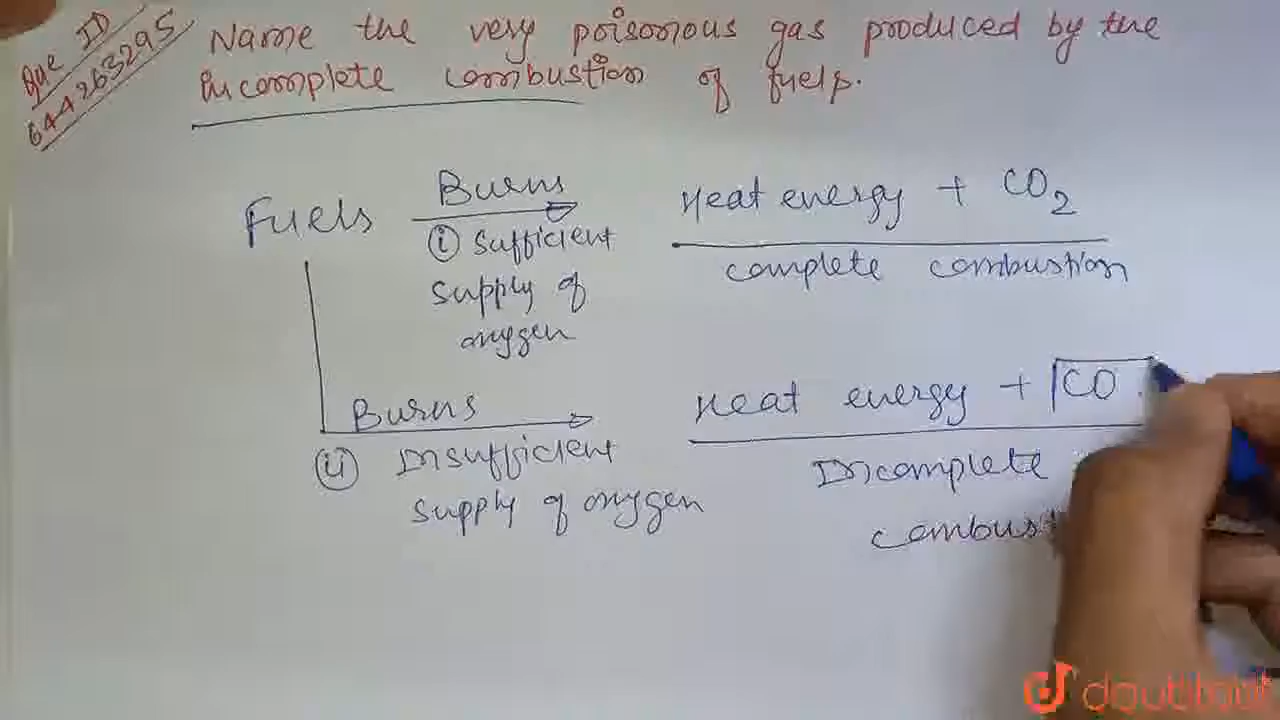 Que ID
644263295
Name the very poisonous gas produced by the
incomplete combustion of fuels.
Fuels
Burns
(i) Sufficient
supply of
oxygen
Heat energy + CO2
complete combustion
Burns
(ii) Insufficient
supply of oxygen
Heat energy + CO.
Incomplete
doubtnut